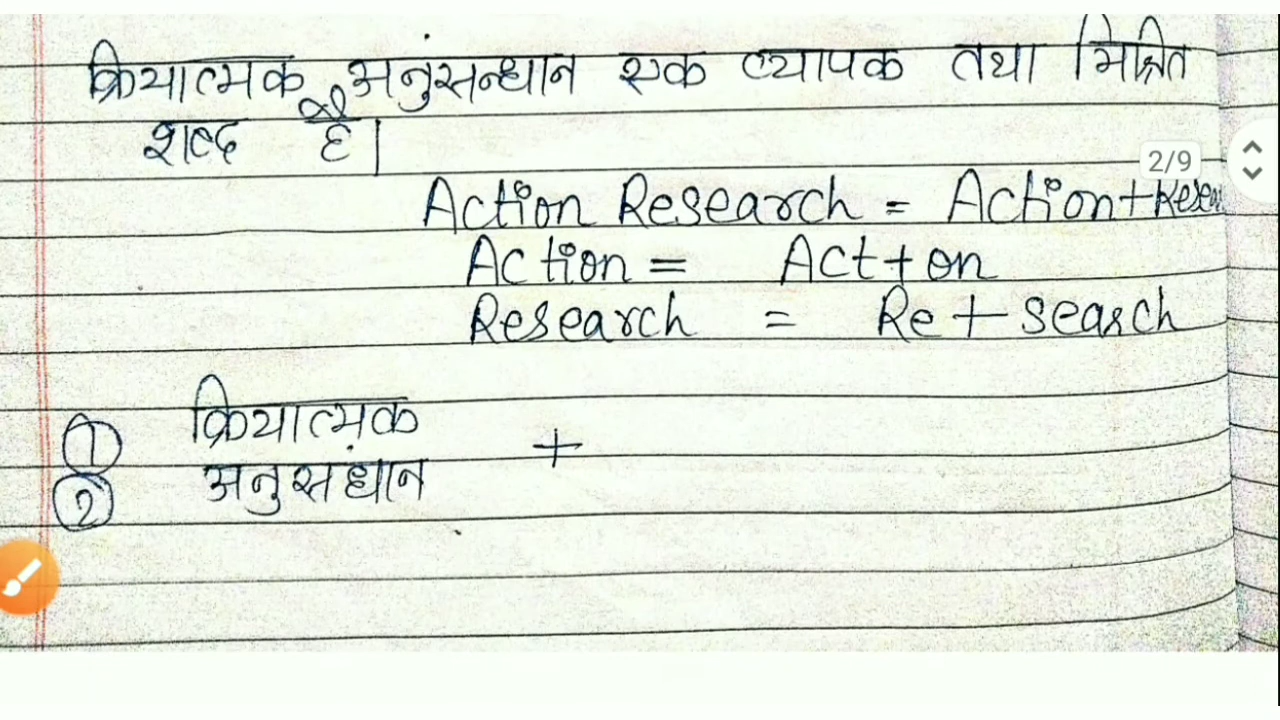 क्रियात्मक अनुंसन्धान एक व्यापक तथा मिश्रित
शब्द है।
2/9
Action Research = Action+Resea
Action = Act + on
Research = Re + search
1 क्रियात्मक +
2 अनुसंधान